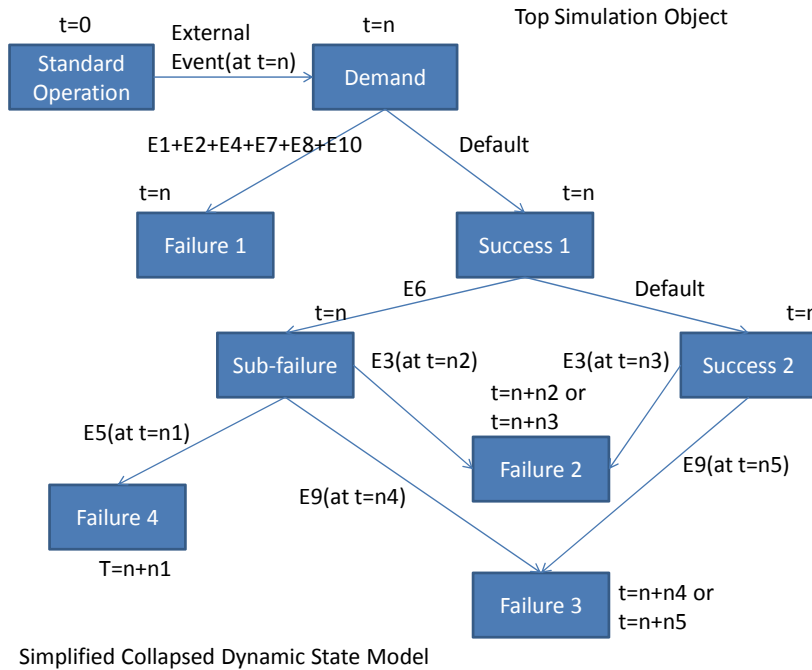 Top Simulation Object
t=0
External
Event(at t=n)
t=n
Standard
Operation
Demand
E1+E2+E4+E7+E8+E10
Default
t=n
t=n
Failure 1
Success 1
E6
Default
t=n
t=n
Sub-failure
E3(at t=n2)
E3(at t=n3)
Success 2
t=n+n2 or
t=n+n3
E5(at t=n1)
Failure 2
E9(at t=n4)
E9(at t=n5)
Failure 4
T=n+n1
Failure 3
t=n+n4 or
t=n+n5
Simplified Collapsed Dynamic State Model